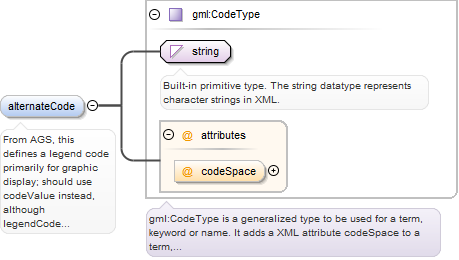 gml:CodeType
string
Built-in primitive type. The string datatype represents
character strings in XML.
alternateCode
From AGS, this
defines a legend code
primarily for graphic
display; should use
codeValue instead,
although
legendCode...
@ attributes
@ codeSpace
gml:CodeType is a generalized type to be used for a term,
keyword or name. It adds a XML attribute codeSpace to a
term,...